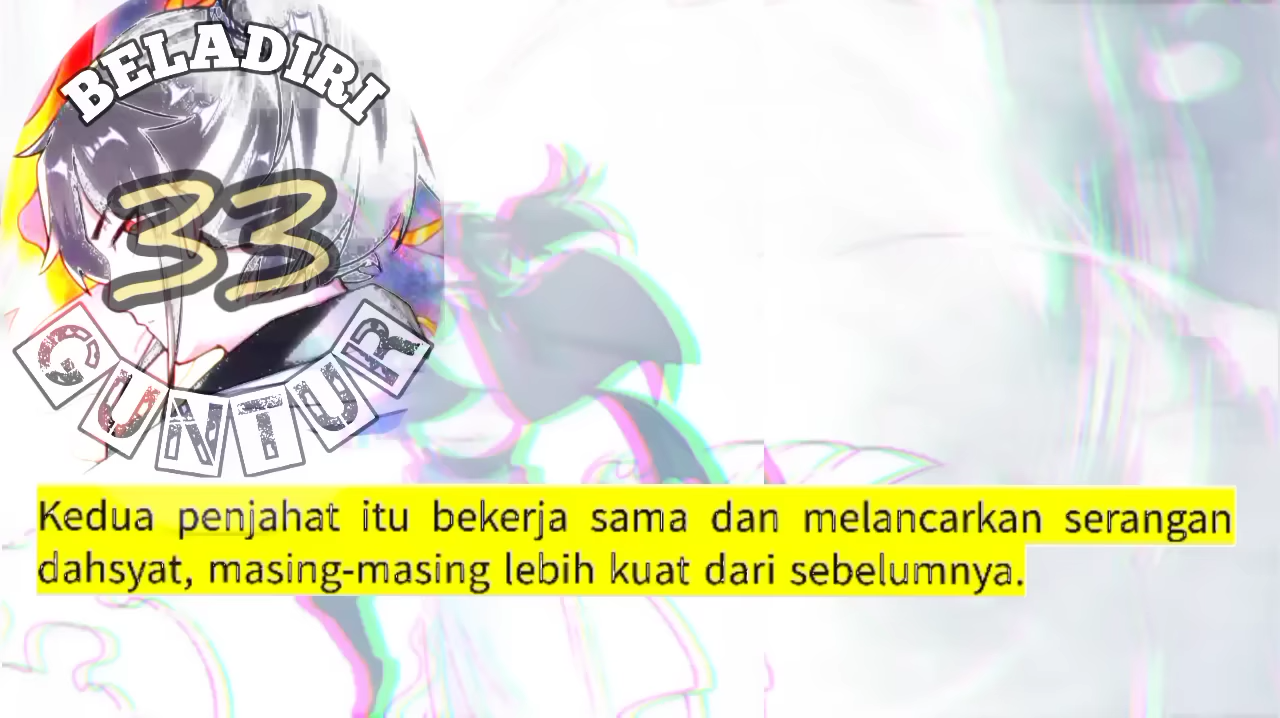 BELADIRI
33
GUNTUR
Kedua penjahat itu bekerja sama dan melancarkan serangan
dahsyat, masing-masing lebih kuat dari sebelumnya.